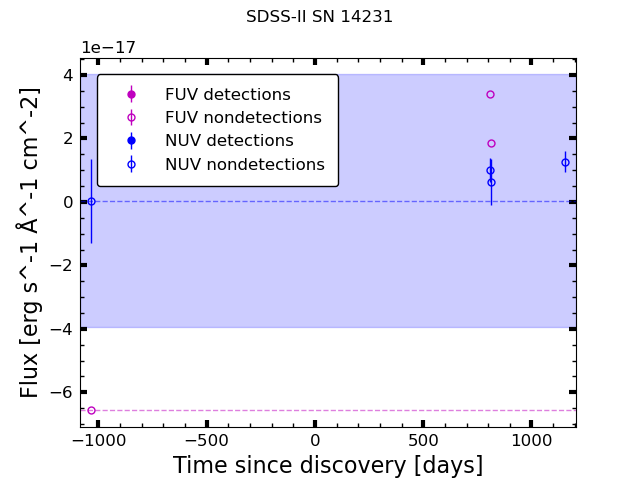 SDSS-II SN 14231
1e−17
FUV detections
FUV nondetections
NUV detections
NUV nondetections
4
2
0
−2
−4
−6
Flux [erg s^-1 Å^-1 cm^-2]
−1000 −500 0 500 1000
Time since discovery [days]